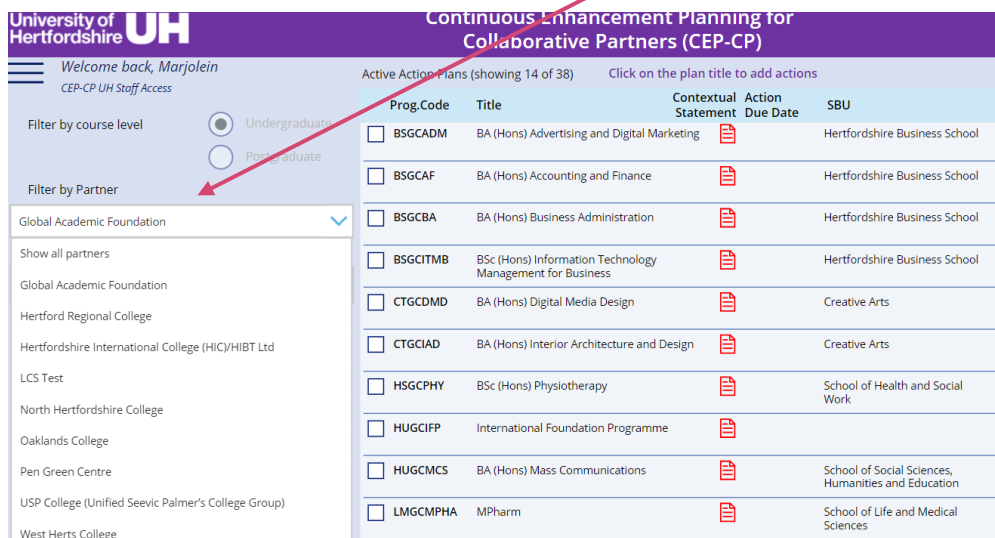 University of
Hertfordshire UH
Continuous Enhancement Planning for
Collaborative Partners (CEP-CP)
Welcome back, Marjolein
CEP-CP UH Staff Access
Filter by course level
Undergraduate
Postgraduate
Filter by Partner
Global Academic Foundation
Show all partners
Global Academic Foundation
Hertford Regional College
Hertfordshire International College (HIC)/HIBT Ltd
LCS Test
North Hertfordshire College
Oaklands College
Pen Green Centre
USP College (Unified Seevic Palmer's College Group)
West Herts College
Active Action Plans (showing 14 of 38) Click on the plan title to add actions
Prog.Code Title Contextual Statement Action Due Date SBU
BSGCADM BA (Hons) Advertising and Digital Marketing Hertfordshire Business School
BSGCAF BA (Hons) Accounting and Finance Hertfordshire Business School
BSGCBA BA (Hons) Business Administration Hertfordshire Business School
BSGCITMB BSc (Hons) Information Technology Hertfordshire Business School
Management for Business
CTGCDMD BA (Hons) Digital Media Design Creative Arts
CTGCIAD BA (Hons) Interior Architecture and Design Creative Arts
HSGCPHY BSc (Hons) Physiotherapy School of Health and Social
Work
HUGCIFP International Foundation Programme
HUGCMCS BA (Hons) Mass Communications School of Social Sciences,
Humanities and Education
LMGCMPHA MPharm School of Life and Medical
Sciences